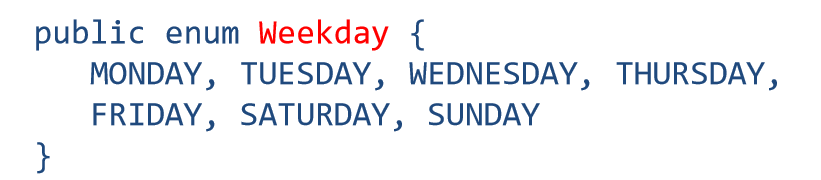 public enum Weekday {
MONDAY, TUESDAY, WEDNESDAY, THURSDAY,
FRIDAY, SATURDAY, SUNDAY
}